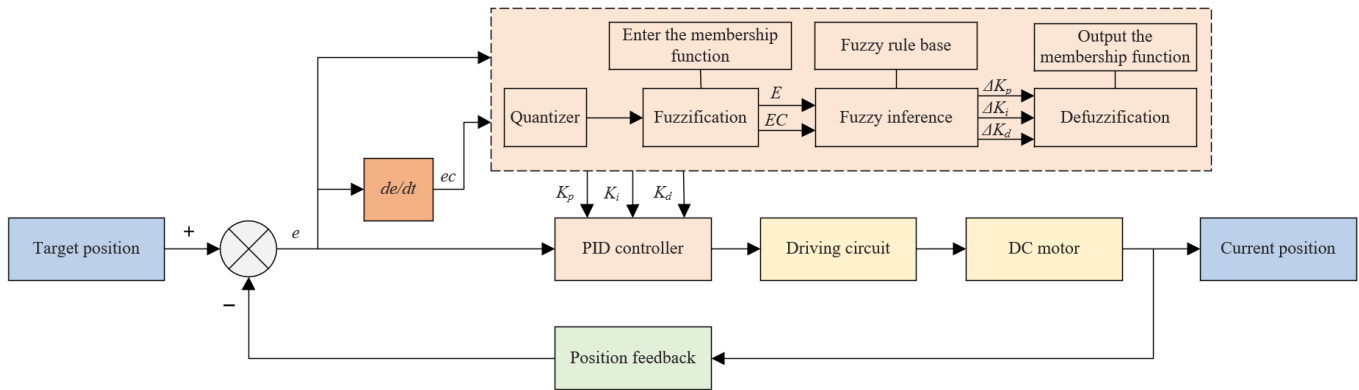 Enter the membership
function
Fuzzy rule base
Output the
membership function
Quantizer
Fuzzification
E
EC
Fuzzy inference
ΔKp
ΔKi
ΔKd
Defuzzification
de/dt
ec
Kp
Ki
Kd
Target position
+
−
e
PID controller
Driving circuit
DC motor
Current position
Position feedback